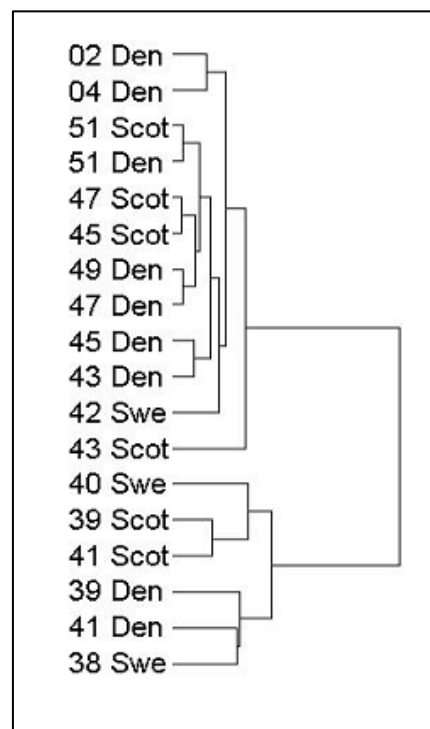 02 Den
04 Den
51 Scot
51 Den
47 Scot
45 Scot
49 Den
47 Den
45 Den
43 Den
42 Swe
43 Scot
40 Swe
39 Scot
41 Scot
39 Den
41 Den
38 Swe